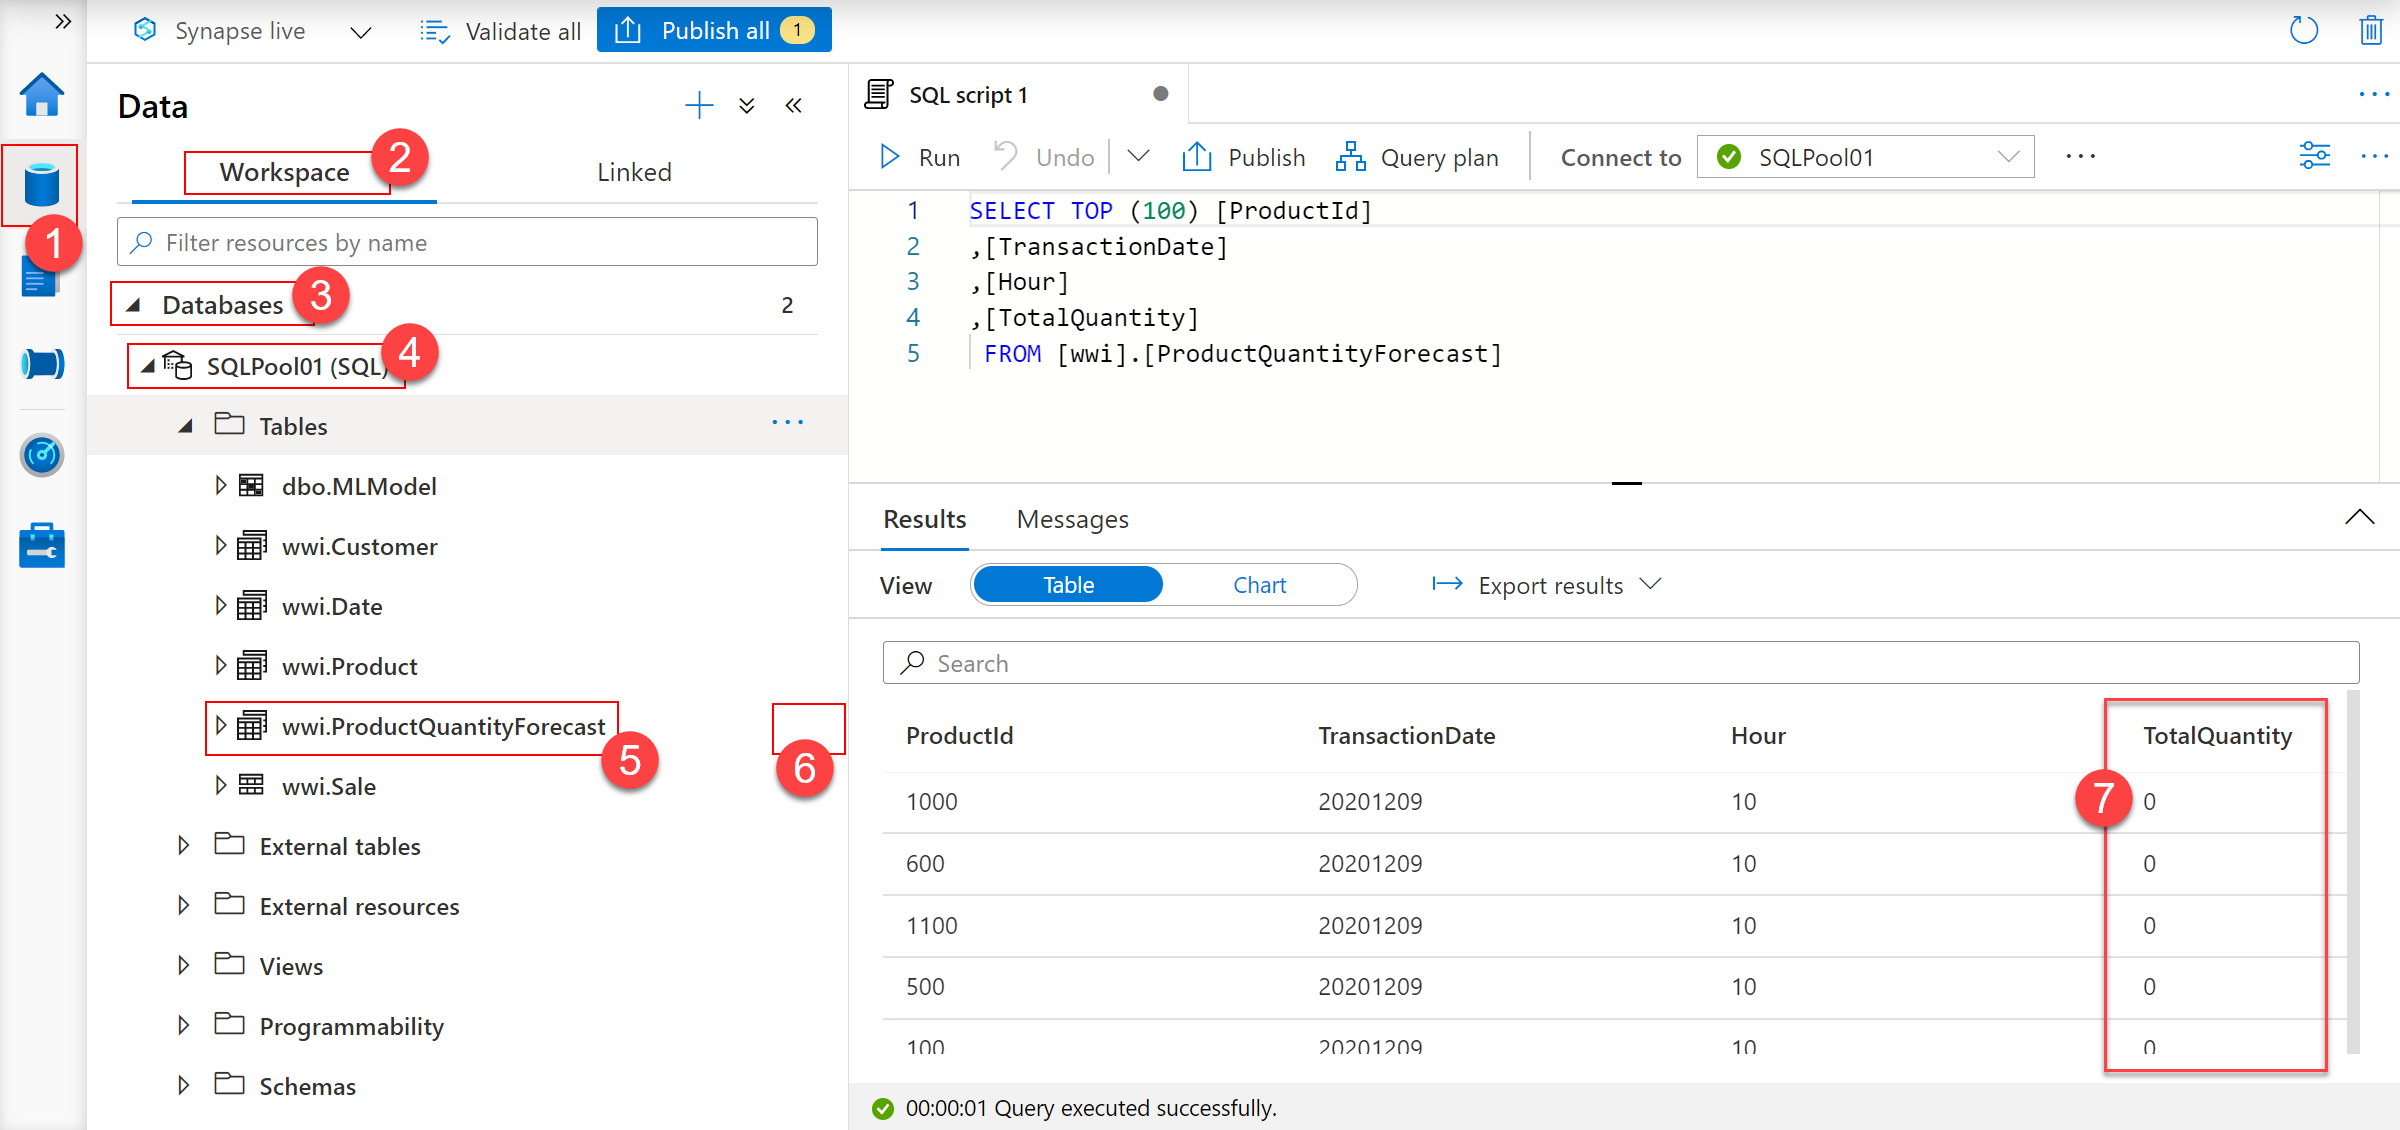 Synapse live
Validate all
Publish all 1
Data
Workspace 2
Linked
1
Filter resources by name
Databases 3
2
SQLPool01 (SQL) 4
Tables
dbo.MLModel
wwi.Customer
wwi.Date
wwi.Product
wwi.ProductQuantityForecast
5
6
wwi.Sale
External tables
External resources
Views
Programmability
Schemas
SQL script 1
Run Undo Publish Query plan Connect to SQLPool01
1 SELECT TOP (100) [ProductId]
2 ,[TransactionDate]
3 ,[Hour]
4 ,[TotalQuantity]
5 FROM [wwi].[ProductQuantityForecast]
Results Messages
View Table Chart Export results
Search
ProductId TransactionDate Hour TotalQuantity
7
1000 20201209 10 0
600 20201209 10 0
1100 20201209 10 0
500 20201209 10 0
100 20201209 10 0
00:00:01 Query executed successfully.